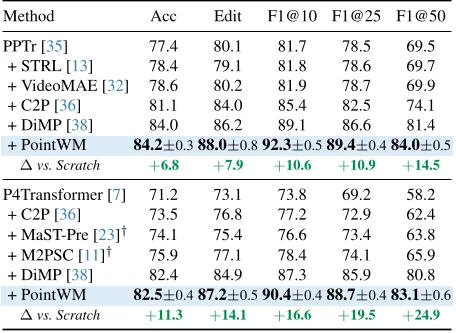 Method Acc Edit F1@10 F1@25 F1@50
PPTr [35] 77.4 80.1 81.7 78.5 69.5
+ STRL [13] 78.4 79.1 81.8 78.6 69.7
+ VideoMAE [32] 78.6 80.2 81.9 78.7 69.9
+ C2P [36] 81.1 84.0 85.4 82.5 74.1
+ DiMP [38] 84.0 86.2 89.1 86.6 81.4
+ PointWM 84.2±0.3 88.0±0.8 92.3±0.5 89.4±0.4 84.0±0.5
Δ vs. Scratch +6.8 +7.9 +10.6 +10.9 +14.5
P4Transformer [7] 71.2 73.1 73.8 69.2 58.2
+ C2P [36] 73.5 76.8 77.2 72.9 62.4
+ MaST-Pre [23]† 74.1 75.4 76.6 73.4 63.8
+ M2PSC [11]† 75.9 77.1 78.4 74.1 65.9
+ DiMP [38] 82.4 84.9 87.3 85.9 80.8
+ PointWM 82.5±0.4 87.2±0.5 90.4±0.4 88.7±0.4 83.1±0.6
Δ vs. Scratch +11.3 +14.1 +16.6 +19.5 +24.9